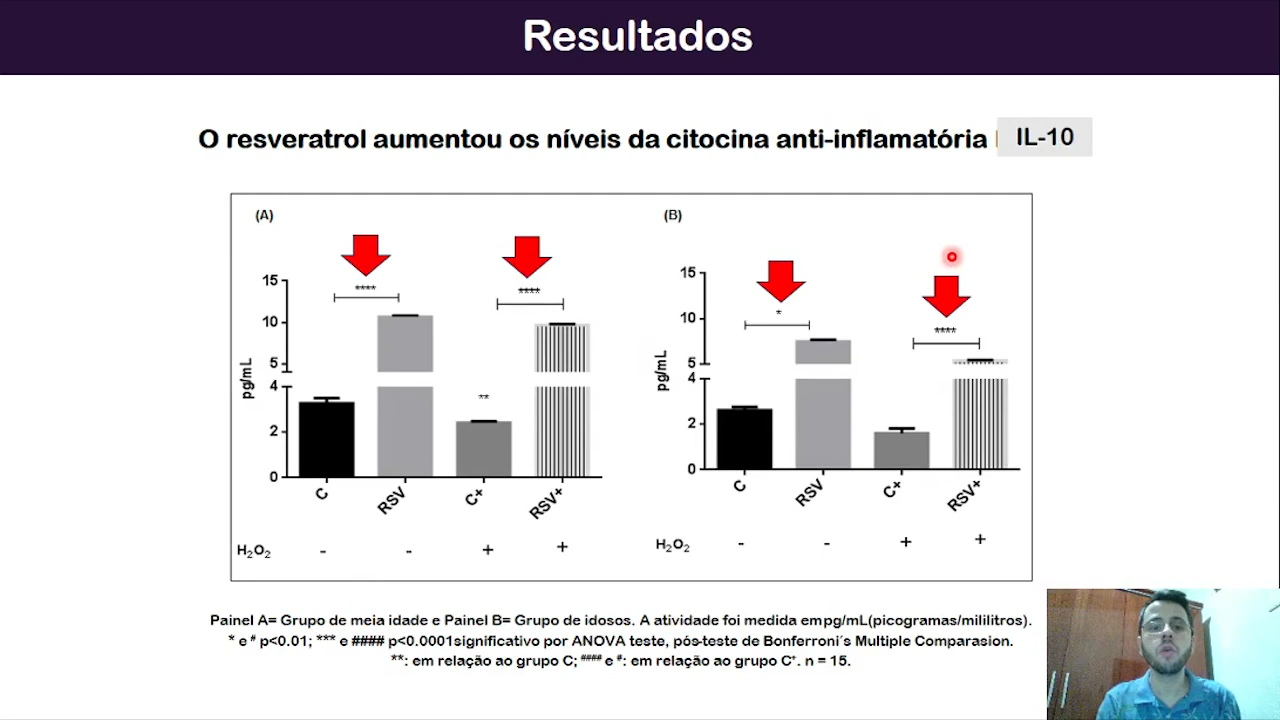 Resultados
O resveratrol aumentou os níveis da citocina anti-inflamatória IL-10
(A)
(B)
****
****
*
****
**
15
10
5
4
2
0
pg/mL
15
10
5
4
2
0
pg/mL
C
RSV
C+
RSV+
C
RSV
C+
RSV+
H₂O₂ - - + +
H₂O₂ - - + +
Painel A= Grupo de meia idade e Painel B= Grupo de idosos. A atividade foi medida em pg/mL(picogramas/mililitros).
* e # p<0.01; *** e #### p<0.0001significativo por ANOVA teste, pós-teste de Bonferroni´s Multiple Comparasion.
**: em relação ao grupo C; #### e #: em relação ao grupo C⁺. n = 15.